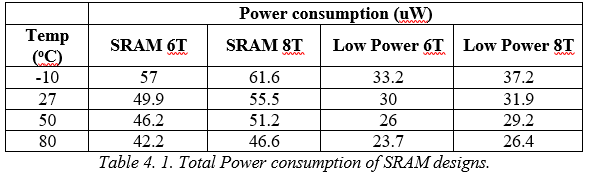 Power consumption (uW)
Temp (°C) SRAM 6T SRAM 8T Low Power 6T Low Power 8T
-10 57 61.6 33.2 37.2
27 49.9 55.5 30 31.9
50 46.2 51.2 26 29.2
80 42.2 46.6 23.7 26.4
Table 4. 1. Total Power consumption of SRAM designs.